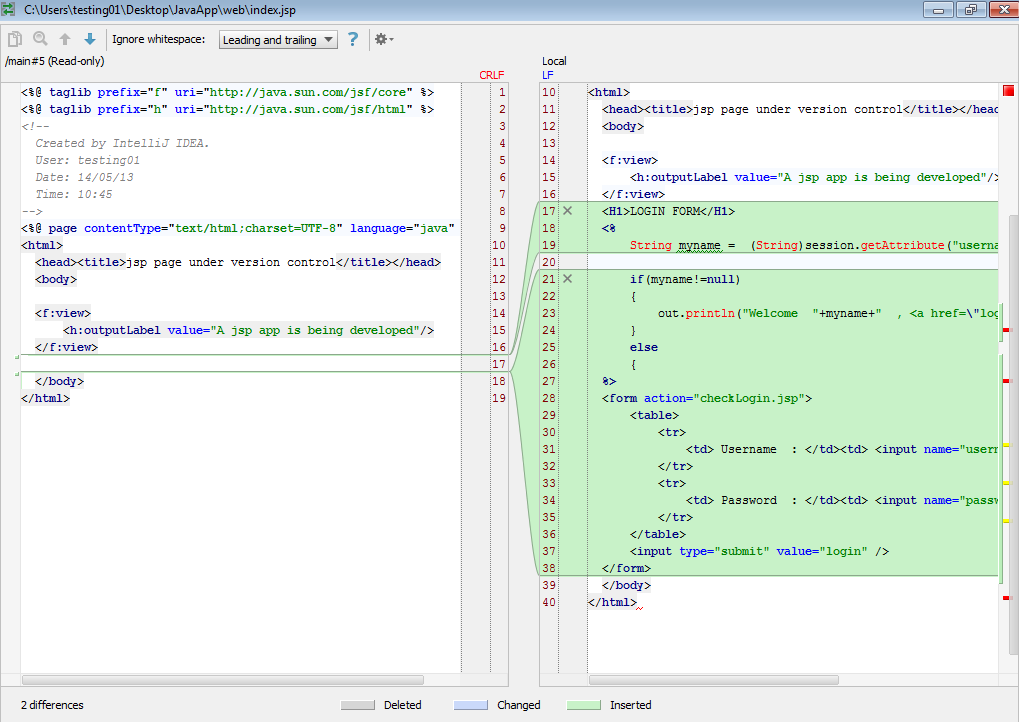 C:\Users\testing01\Desktop\JavaApp\web\index.jsp
Ignore whitespace: Leading and trailing ?
/main#5 (Read-only)
CRLF
<%@ taglib prefix="f" uri="http://java.sun.com/jsf/core" %> 1
<%@ taglib prefix="h" uri="http://java.sun.com/jsf/html" %> 2
<!-- 3
Created by IntelliJ IDEA. 4
User: testing01 5
Date: 14/05/13 6
Time: 10:45 7
--> 8
<%@ page contentType="text/html;charset=UTF-8" language="java" 9
<html> 10
<head><title>jsp page under version control</title></head> 11
<body> 12
13
<f:view> 14
<h:outputLabel value="A jsp app is being developed"/> 15
</f:view> 16
17
</body> 18
</html> 19
Local
LF
10 <html>
11 <head><title>jsp page under version control</title></head
12 <body>
13
14 <f:view>
15 <h:outputLabel value="A jsp app is being developed"/>
16 </f:view>
17 <H1>LOGIN FORM</H1>
18 <%
19 String myname = (String)session.getAttribute("userna
20
21 if(myname!=null)
22 {
23 out.println("Welcome "+myname+" , <a href=\"log
24 }
25 else
26 {
27 %>
28 <form action="checkLogin.jsp">
29 <table>
30 <tr>
31 <td> Username : </td><td> <input name="usern
32 </tr>
33 <tr>
34 <td> Password : </td><td> <input name="passw
35 </tr>
36 </table>
37 <input type="submit" value="login" />
38 </form>
39 </body>
40 </html>
2 differences Deleted Changed Inserted